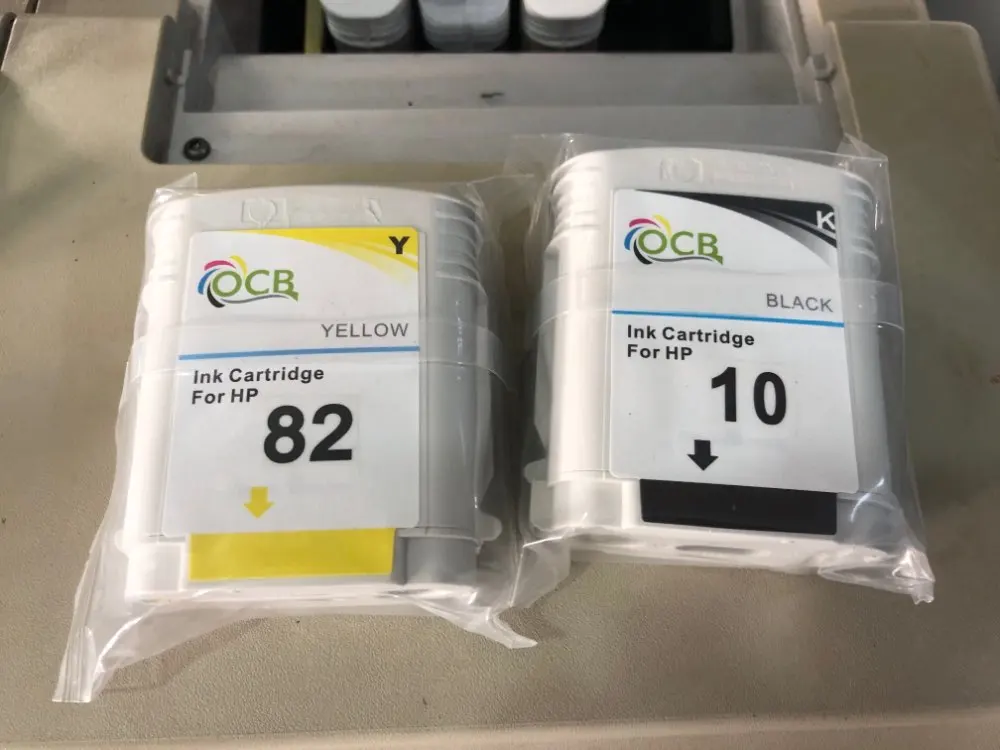 Y
OCB
YELLOW
Ink Cartridge
For HP
82
K
OCB
BLACK
Ink Cartridge
For HP
10